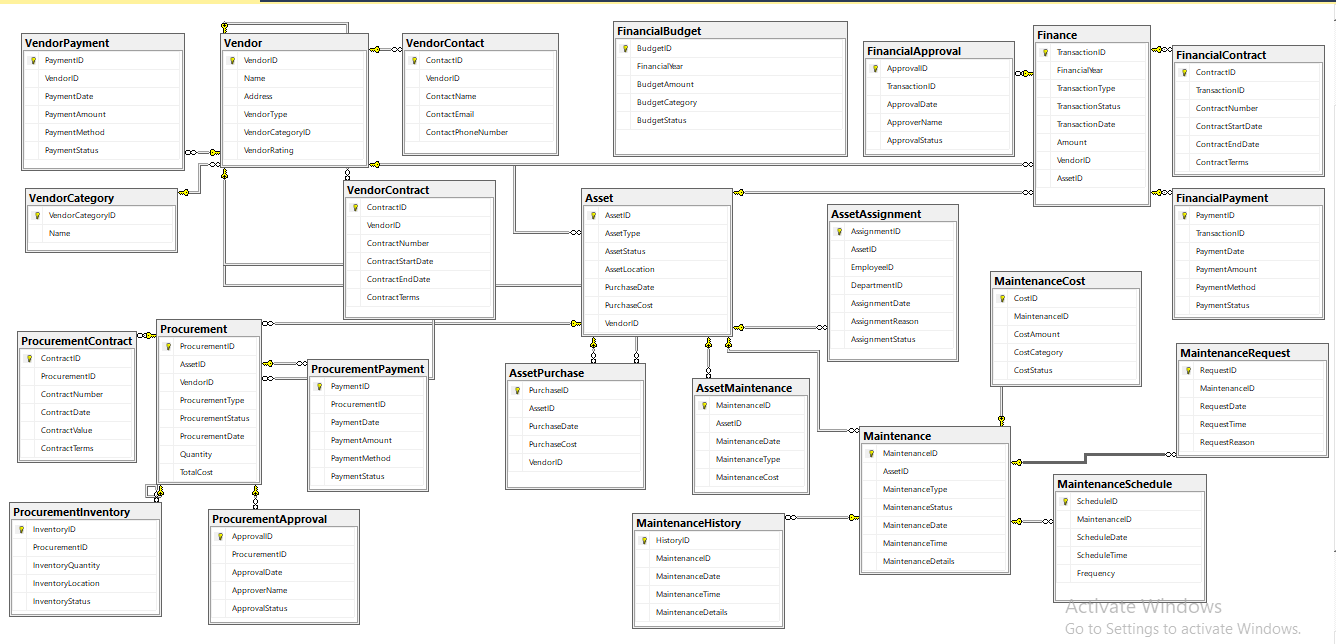 VendorPayment
PaymentID
VendorID
PaymentDate
PaymentAmount
PaymentMethod
PaymentStatus
Vendor
VendorID
Name
Address
VendorType
VendorCategoryID
VendorRating
VendorContact
ContactID
VendorID
ContactName
ContactEmail
ContactPhoneNumber
FinancialBudget
BudgetID
FinancialYear
BudgetAmount
BudgetCategory
BudgetStatus
FinancialApproval
ApprovalID
TransactionID
ApprovalDate
ApproverName
ApprovalStatus
Finance
TransactionID
FinancialYear
TransactionType
TransactionStatus
TransactionDate
Amount
VendorID
AssetID
FinancialContract
ContractID
TransactionID
ContractNumber
ContractStartDate
ContractEndDate
ContractTerms
VendorCategory
VendorCategoryID
Name
VendorContract
ContractID
VendorID
ContractNumber
ContractStartDate
ContractEndDate
ContractTerms
Asset
AssetID
AssetType
AssetStatus
AssetLocation
PurchaseDate
PurchaseCost
VendorID
AssetAssignment
AssignmentID
AssetID
EmployeeID
DepartmentID
AssignmentDate
AssignmentReason
AssignmentStatus
FinancialPayment
PaymentID
TransactionID
PaymentDate
PaymentAmount
PaymentMethod
PaymentStatus
MaintenanceCost
CostID
MaintenanceID
CostAmount
CostCategory
CostStatus
ProcurementContract
ContractID
ProcurementID
ContractNumber
ContractDate
ContractValue
ContractTerms
Procurement
ProcurementID
AssetID
VendorID
ProcurementType
ProcurementStatus
ProcurementDate
Quantity
TotalCost
ProcurementPayment
PaymentID
ProcurementID
PaymentDate
PaymentAmount
PaymentMethod
PaymentStatus
AssetPurchase
PurchaseID
AssetID
PurchaseDate
PurchaseCost
VendorID
AssetMaintenance
MaintenanceID
AssetID
MaintenanceDate
MaintenanceType
MaintenanceCost
MaintenanceRequest
RequestID
MaintenanceID
RequestDate
RequestTime
RequestReason
Maintenance
MaintenanceID
AssetID
MaintenanceType
MaintenanceStatus
MaintenanceDate
MaintenanceTime
MaintenanceDetails
MaintenanceSchedule
ScheduleID
MaintenanceID
ScheduleDate
ScheduleTime
Frequency
ProcurementInventory
InventoryID
ProcurementID
InventoryQuantity
InventoryLocation
InventoryStatus
ProcurementApproval
ApprovalID
ProcurementID
ApprovalDate
ApproverName
ApprovalStatus
MaintenanceHistory
HistoryID
MaintenanceID
MaintenanceDate
MaintenanceTime
MaintenanceDetails
Activate Windows
Go to Settings to activate Windows.